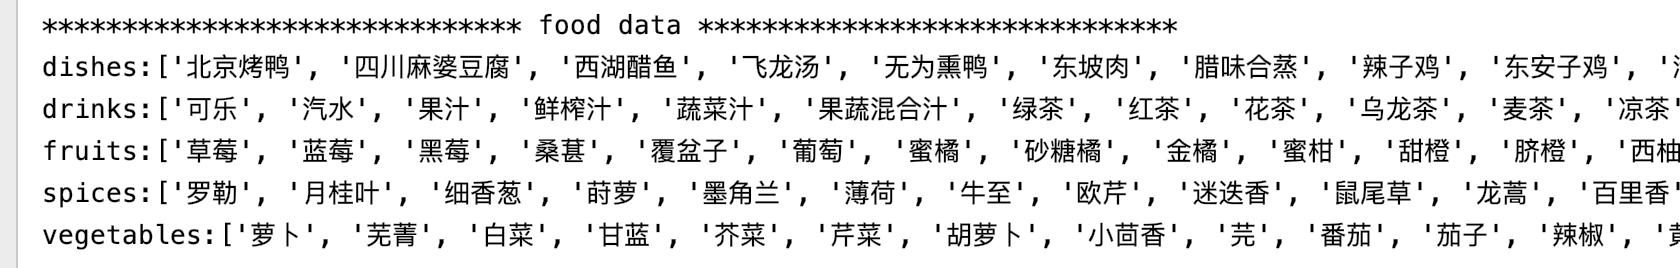 ****************************** food data ******************************
dishes:['北京烤鸭', '四川麻婆豆腐', '西湖醋鱼', '飞龙汤', '无为熏鸭', '东坡肉', '腊味合蒸', '辣子鸡', '东安子鸡', '
drinks:['可乐', '汽水', '果汁', '鲜榨汁', '蔬菜汁', '果蔬混合汁', '绿茶', '红茶', '花茶', '乌龙茶', '麦茶', '凉茶'
fruits:['草莓', '蓝莓', '黑莓', '桑葚', '覆盆子', '葡萄', '蜜橘', '砂糖橘', '金橘', '蜜柑', '甜橙', '脐橙', '西柚
spices:['罗勒', '月桂叶', '细香葱', '莳萝', '墨角兰', '薄荷', '牛至', '欧芹', '迷迭香', '鼠尾草', '龙蒿', '百里香'
vegetables:['萝卜', '芜菁', '白菜', '甘蓝', '芥菜', '芹菜', '胡萝卜', '小茴香', '芫', '番茄', '茄子', '辣椒', '